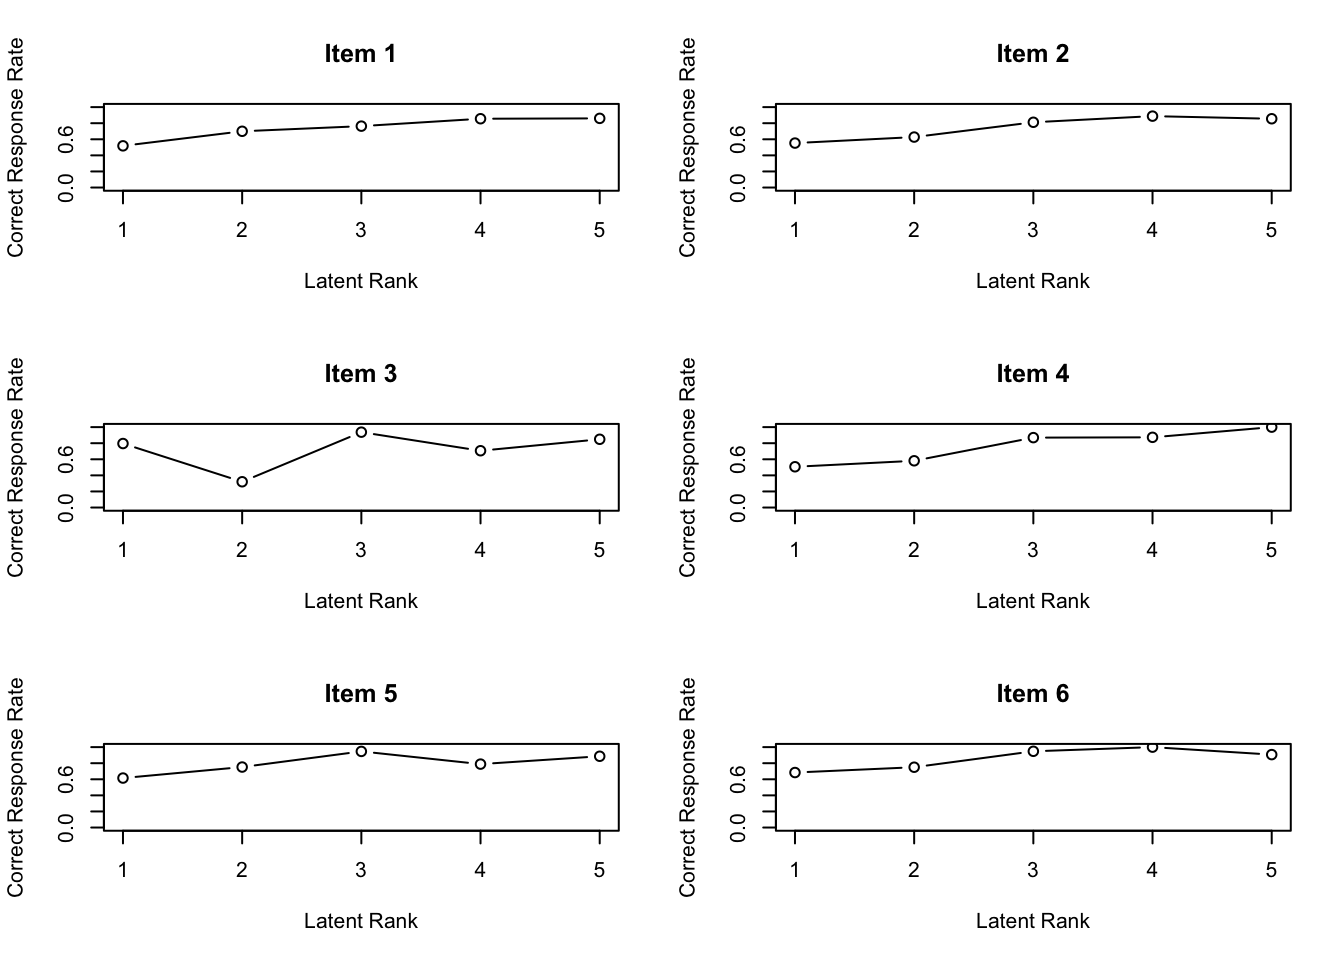 Item 1
Correct Response Rate
0.6
0.0
1 2 3 4 5
Latent Rank
Item 2
Correct Response Rate
0.6
0.0
1 2 3 4 5
Latent Rank
Item 3
Correct Response Rate
0.6
0.0
1 2 3 4 5
Latent Rank
Item 4
Correct Response Rate
0.6
0.0
1 2 3 4 5
Latent Rank
Item 5
Correct Response Rate
0.6
0.0
1 2 3 4 5
Latent Rank
Item 6
Correct Response Rate
0.6
0.0
1 2 3 4 5
Latent Rank